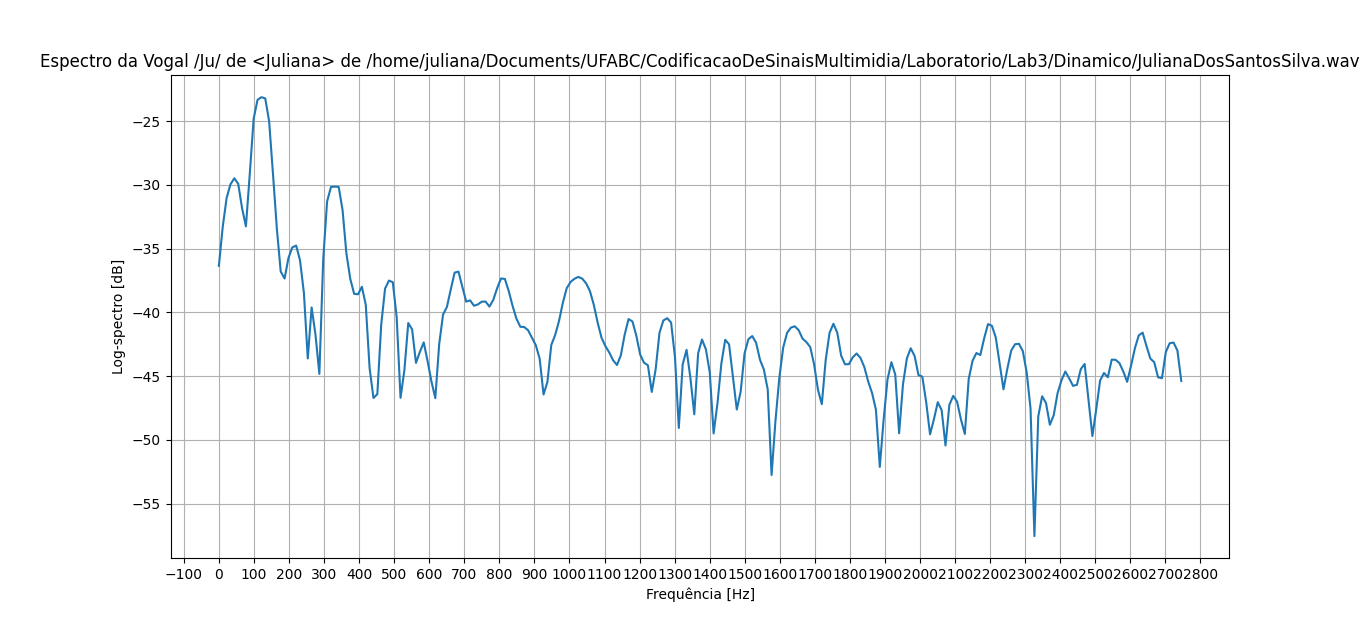 Espectro da Vogal /Ju/ de <Juliana> de /home/juliana/Documents/UFABC/CodificacaoDeSinaisMultimidia/Laboratorio/Lab3/Dinamico/JulianaDosSantosSilva.wav
Log-spectro [dB]
−25
−30
−35
−40
−45
−50
−55
−100 0 100 200 300 400 500 600 700 800 900 1000 1100 1200 1300 1400 1500 1600 1700 1800 1900 2000 2100 2200 2300 2400 2500 2600 2700 2800
Frequência [Hz]